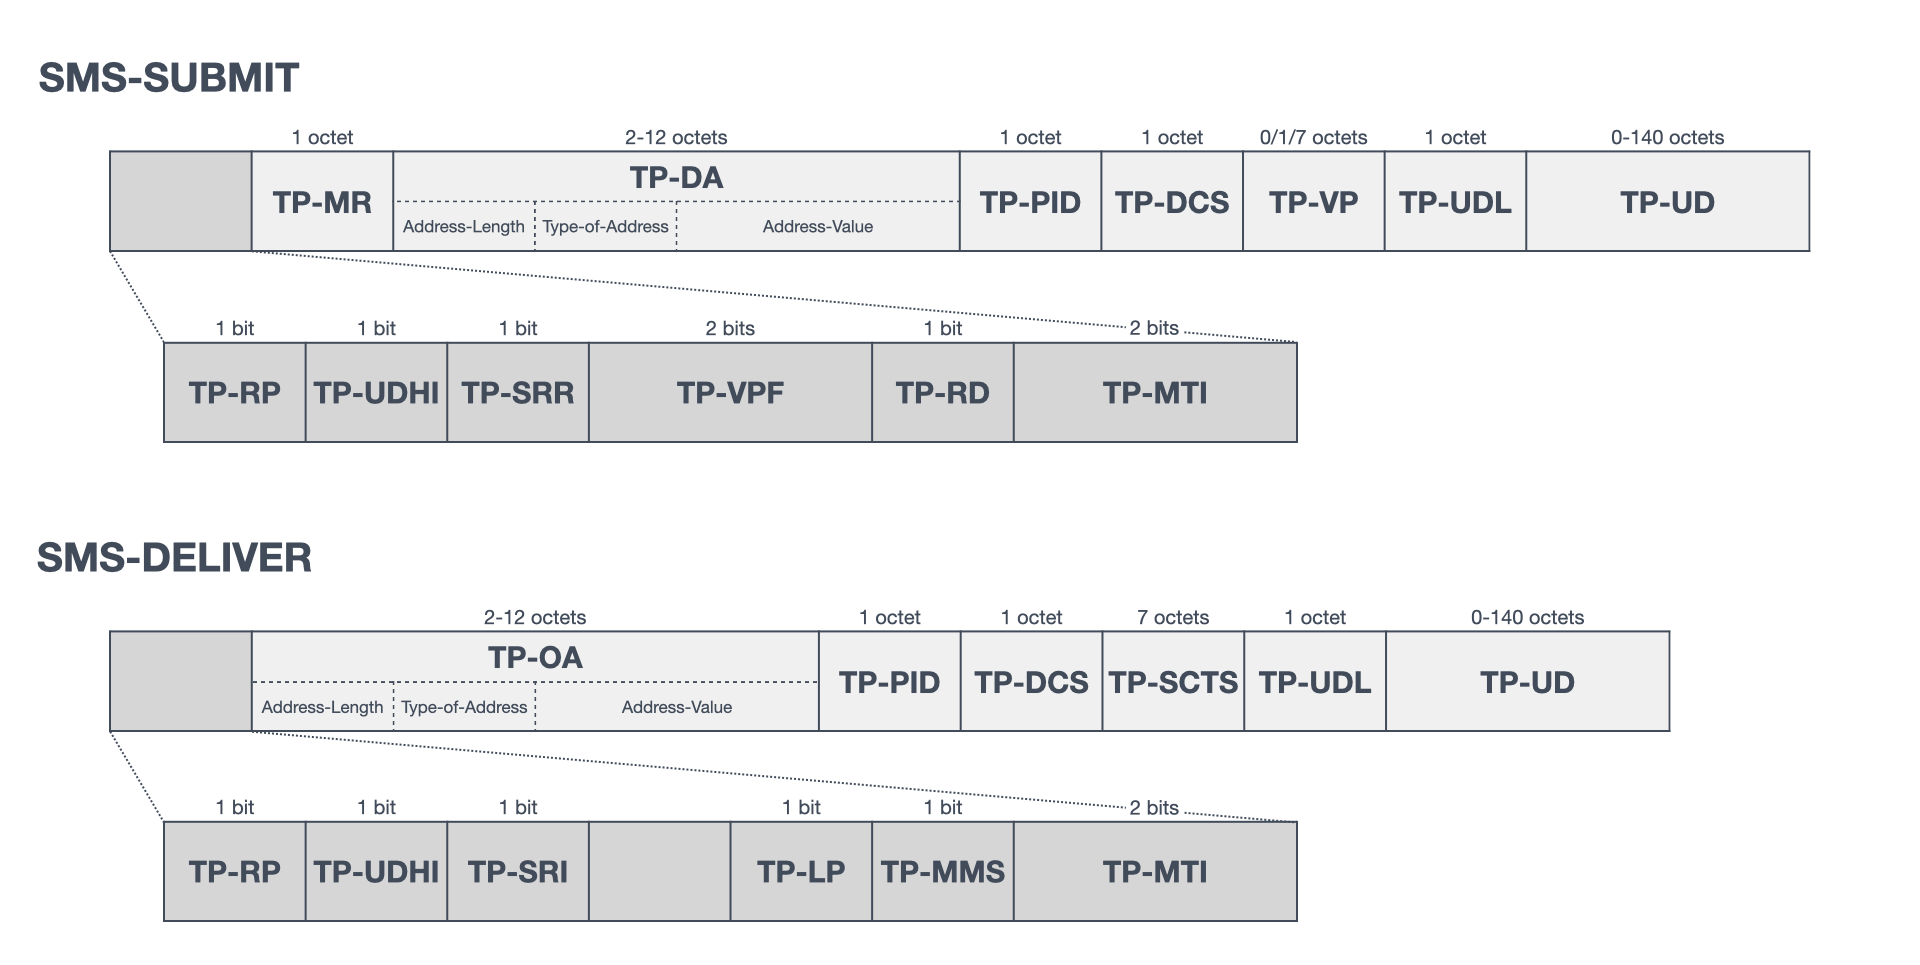 SMS-SUBMIT
1 octet 2-12 octets 1 octet 1 octet 0/1/7 octets 1 octet 0-140 octets
TP-MR TP-DA TP-PID TP-DCS TP-VP TP-UDL TP-UD
Address-Length Type-of-Address Address-Value
1 bit 1 bit 1 bit 2 bits 1 bit 2 bits
TP-RP TP-UDHI TP-SRR TP-VPF TP-RD TP-MTI
SMS-DELIVER
2-12 octets 1 octet 1 octet 7 octets 1 octet 0-140 octets
TP-OA TP-PID TP-DCS TP-SCTS TP-UDL TP-UD
Address-Length Type-of-Address Address-Value
1 bit 1 bit 1 bit 1 bit 1 bit 2 bits
TP-RP TP-UDHI TP-SRI TP-LP TP-MMS TP-MTI